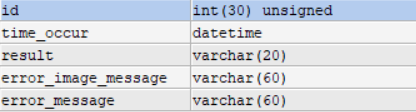 id int(30) unsigned
time_occur datetime
result varchar(20)
error_image_message varchar(60)
error_message varchar(60)